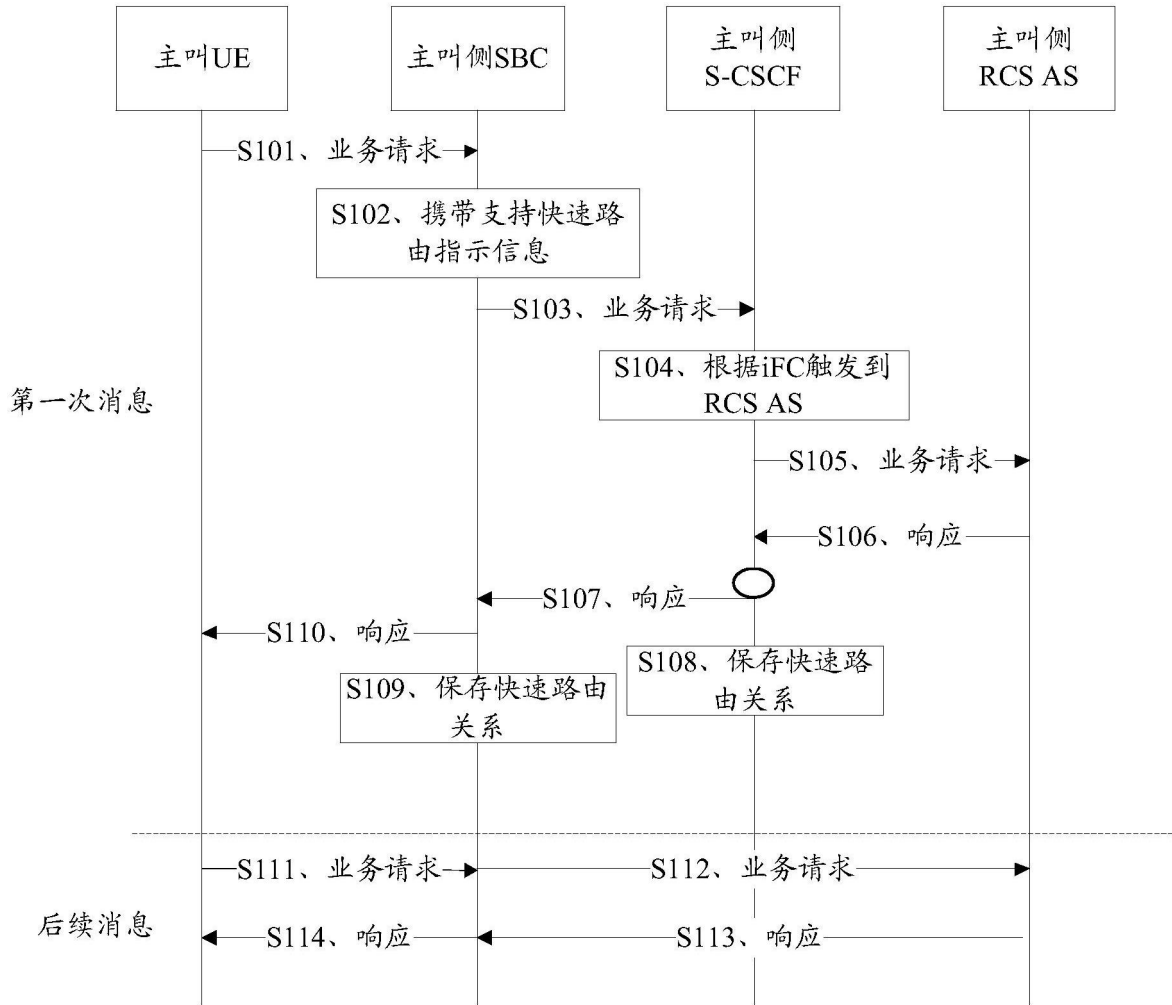 主叫UE
主叫侧SBC
主叫侧
S-CSCF
主叫侧
RCS AS
S101、业务请求
S102、携带支持快速路
由指示信息
S103、业务请求
S104、根据iFC触发到
RCS AS
第一次消息
S105、业务请求
S106、响应
S107、响应
S110、响应
S108、保存快速路
由关系
S109、保存快速路由
关系
S111、业务请求
S112、业务请求
后续消息
S114、响应
S113、响应